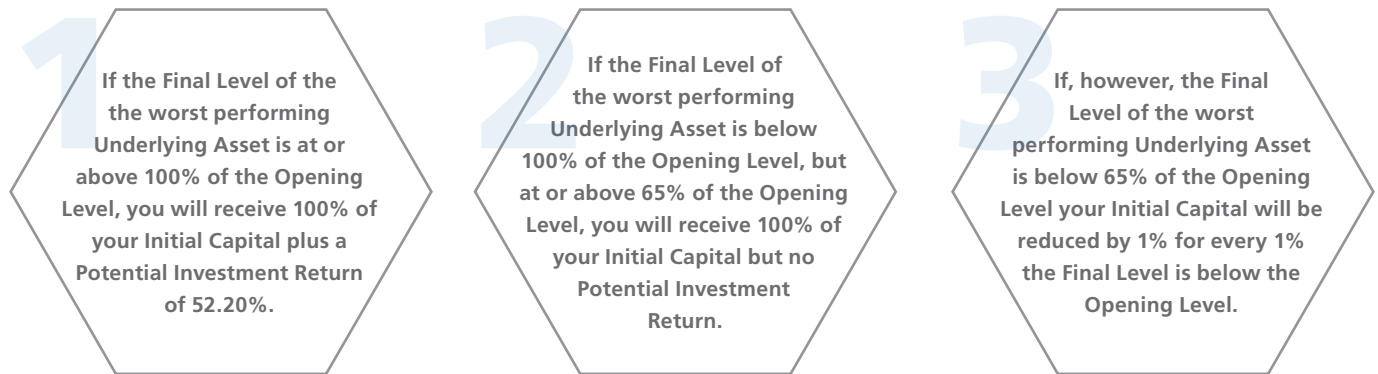 1
If the Final Level of the
the worst performing
Underlying Asset is at or
above 100% of the Opening
Level, you will receive 100% of
your Initial Capital plus a
Potential Investment Return
of 52.20%.
2
If the Final Level of
the worst performing
Underlying Asset is below
100% of the Opening Level, but
at or above 65% of the Opening
Level, you will receive 100% of
your Initial Capital but no
Potential Investment
Return.
3
If, however, the Final
Level of the worst
performing Underlying Asset
is below 65% of the Opening
Level your Initial Capital will be
reduced by 1% for every 1%
the Final Level is below the
Opening Level.